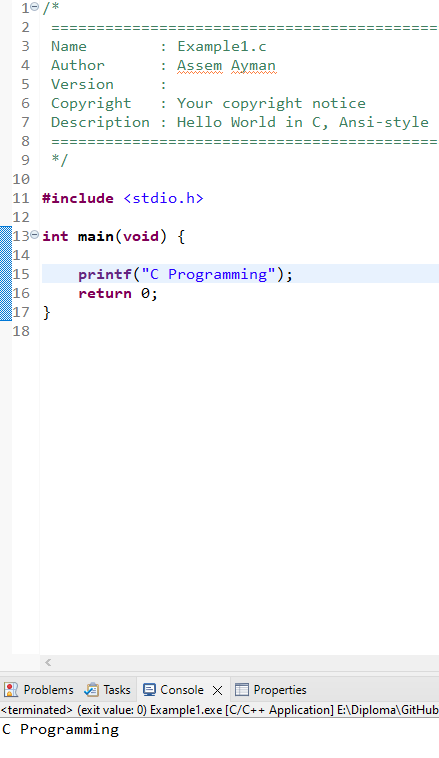 1 /*
2 ===========================================
3 Name : Example1.c
4 Author : Assem Ayman
5 Version :
6 Copyright : Your copyright notice
7 Description : Hello World in C, Ansi-style
8 ===========================================
9 */
10
11 #include <stdio.h>
12
13 int main(void) {
14
15 printf("C Programming");
16 return 0;
17 }
18
Problems Tasks Console Properties
<terminated> (exit value: 0) Example1.exe [C/C++ Application] E:\Diploma\GitHub
C Programming